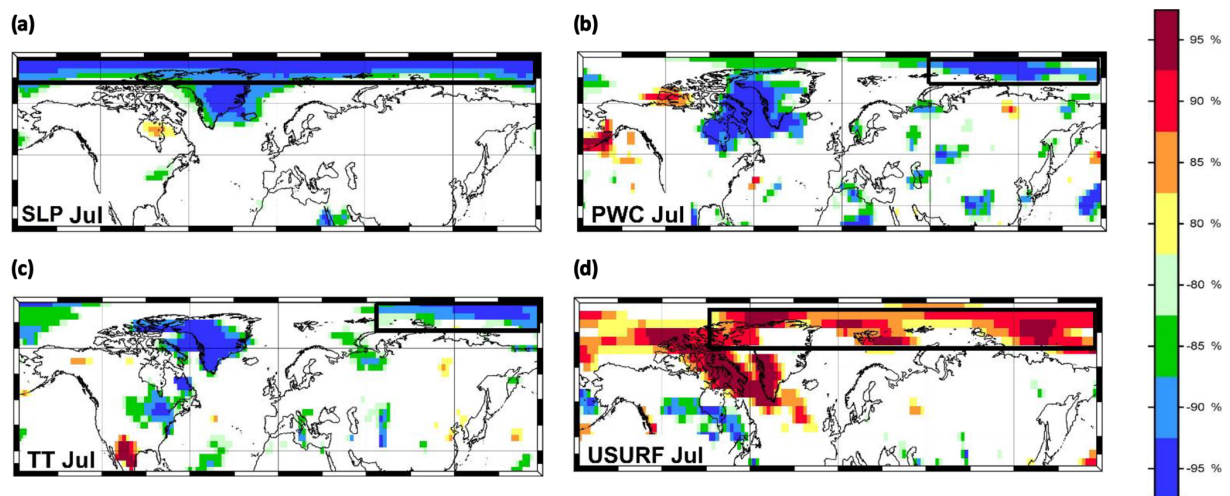 (a)
SLP Jul
(b)
PWC Jul
(c)
TT Jul
(d)
USURF Jul
95 %
90 %
85 %
80 %
-80 %
-85 %
-90 %
-95 %